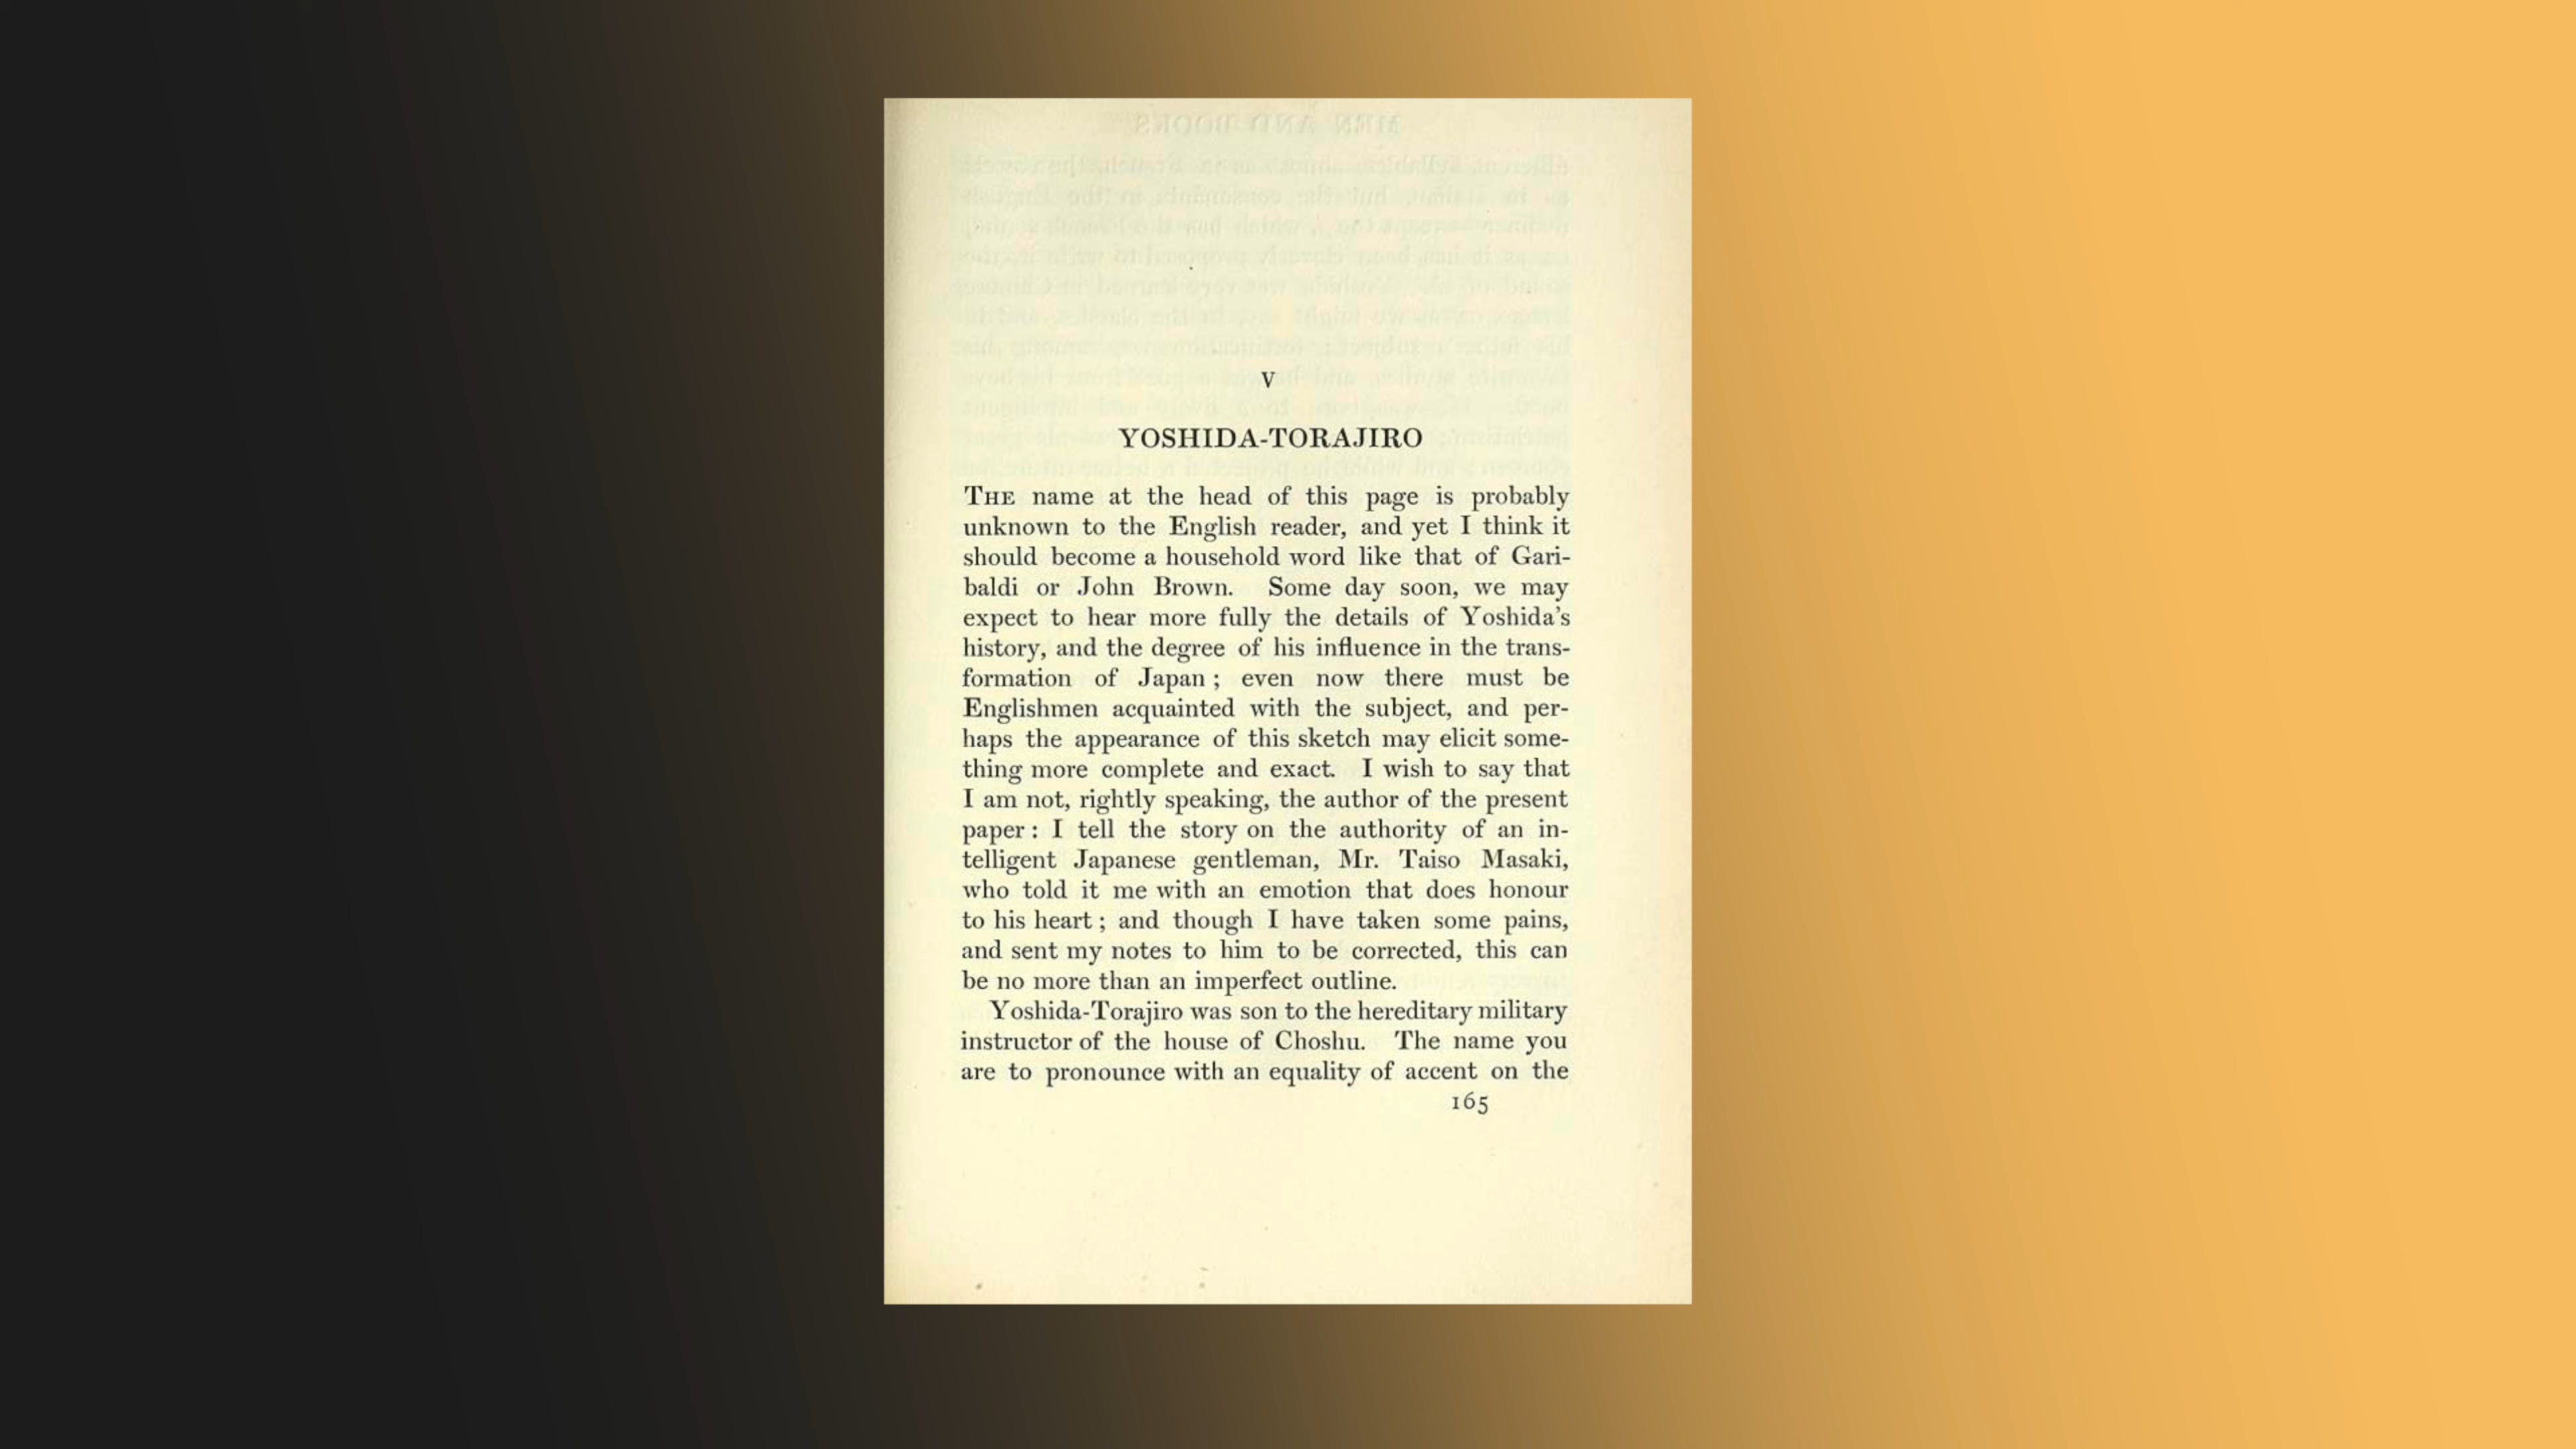 V
YOSHIDA-TORAJIRO
THE name at the head of this page is probably
unknown to the English reader, and yet I think it
should become a household word like that of Gari-
baldi or John Brown. Some day soon, we may
expect to hear more fully the details of Yoshida's
history, and the degree of his influence in the trans-
formation of Japan ; even now there must be
Englishmen acquainted with the subject, and per-
haps the appearance of this sketch may elicit some-
thing more complete and exact. I wish to say that
I am not, rightly speaking, the author of the present
paper : I tell the story on the authority of an in-
telligent Japanese gentleman, Mr. Taiso Masaki,
who told it me with an emotion that does honour
to his heart ; and though I have taken some pains,
and sent my notes to him to be corrected, this can
be no more than an imperfect outline.
Yoshida-Torajiro was son to the hereditary military
instructor of the house of Choshu. The name you
are to pronounce with an equality of accent on the
165